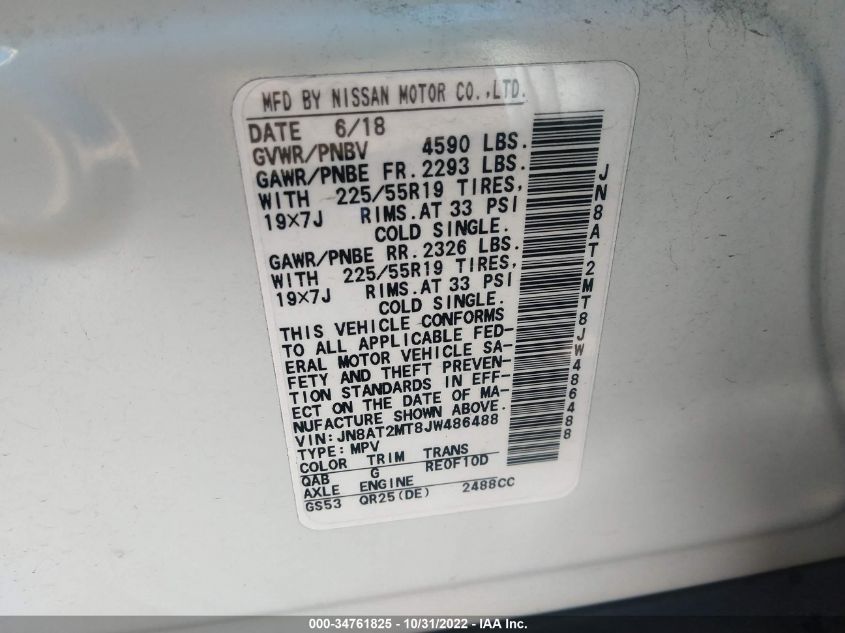 MFD BY NISSAN MOTOR CO.,LTD.
DATE 6/18
GVWR/PNBV 4590 LBS.
GAWR/PNBE FR. 2293 LBS.
WITH 225/55R19 TIRES,
19X7J RIMS.AT 33 PSI
COLD SINGLE.
GAWR/PNBE RR. 2326 LBS.
WITH 225/55R19 TIRES,
19X7J RIMS.AT 33 PSI
COLD SINGLE.
THIS VEHICLE CONFORMS
TO ALL APPLICABLE FED-
ERAL MOTOR VEHICLE SA-
FETY AND THEFT PREVEN-
TION STANDARDS IN EFF-
ECT ON THE DATE OF MA-
NUFACTURE SHOWN ABOVE.
VIN:JN8AT2MT8JW486488
TYPE:MPV
COLOR TRIM TRANS
QAB G RE0F10D
AXLE ENGINE
GS53 QR25(DE) 2488CC
JN8AT2MT8JW486488
000-34761825 - 10/31/2022 - IAA Inc.